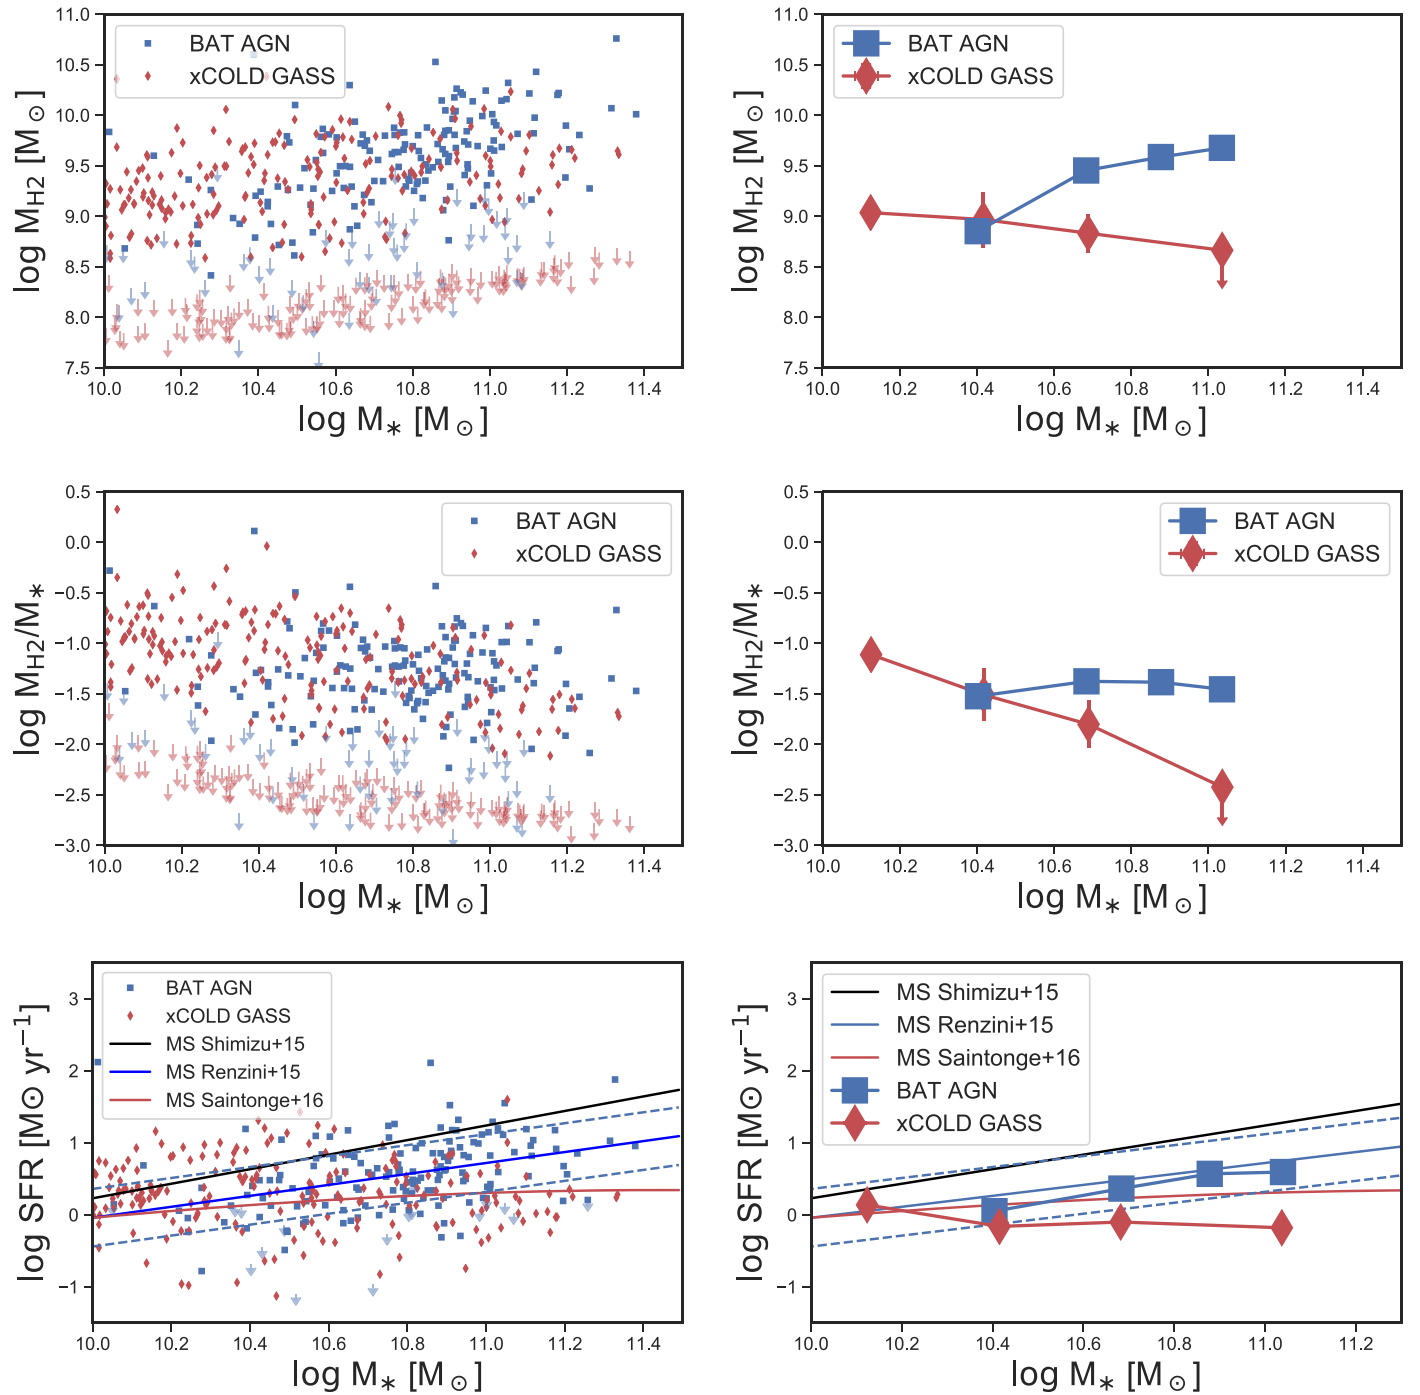 11.0
10.5
10.0
9.5
9.0
8.5
8.0
7.5
log M_H2 [M⊙]
BAT AGN
xCOLD GASS
10.0 10.2 10.4 10.6 10.8 11.0 11.2 11.4
log M∗ [M⊙]
11.0
10.5
10.0
9.5
9.0
8.5
8.0
7.5
log M_H2 [M⊙]
BAT AGN
xCOLD GASS
10.0 10.2 10.4 10.6 10.8 11.0 11.2 11.4
log M∗ [M⊙]
0.5
0.0
−0.5
−1.0
−1.5
−2.0
−2.5
−3.0
log M_H2/M∗
BAT AGN
xCOLD GASS
10.0 10.2 10.4 10.6 10.8 11.0 11.2 11.4
log M∗ [M⊙]
0.5
0.0
−0.5
−1.0
−1.5
−2.0
−2.5
−3.0
log M_H2/M∗
BAT AGN
xCOLD GASS
10.0 10.2 10.4 10.6 10.8 11.0 11.2 11.4
log M∗ [M⊙]
3
2
1
0
−1
log SFR [M⊙ yr⁻¹]
BAT AGN
xCOLD GASS
MS Shimizu+15
MS Renzini+15
MS Saintonge+16
10.0 10.2 10.4 10.6 10.8 11.0 11.2 11.4
log M∗ [M⊙]
3
2
1
0
−1
log SFR [M⊙ yr⁻¹]
MS Shimizu+15
MS Renzini+15
MS Saintonge+16
BAT AGN
xCOLD GASS
10.0 10.2 10.4 10.6 10.8 11.0 11.2
log M∗ [M⊙]